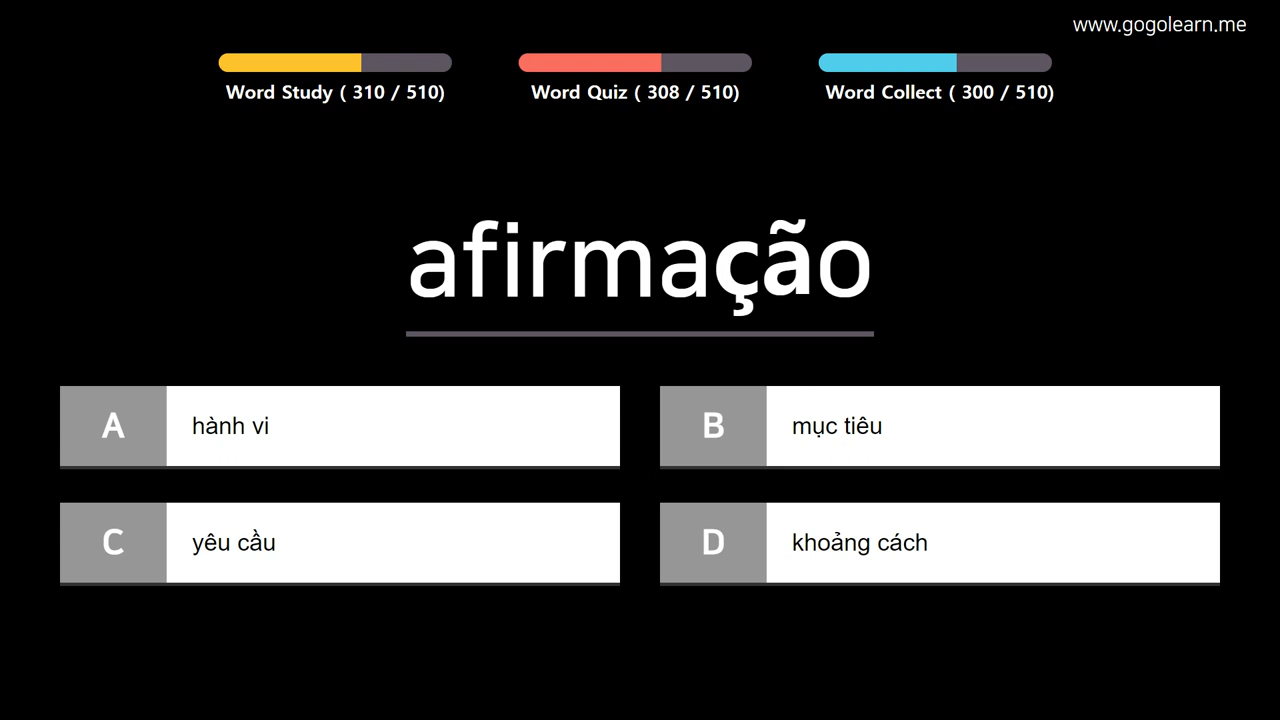 www.gogolearn.me
Word Study ( 310 / 510)
Word Quiz ( 308 / 510)
Word Collect ( 300 / 510)
afirmação
A hành vi
B mục tiêu
C yêu cầu
D khoảng cách